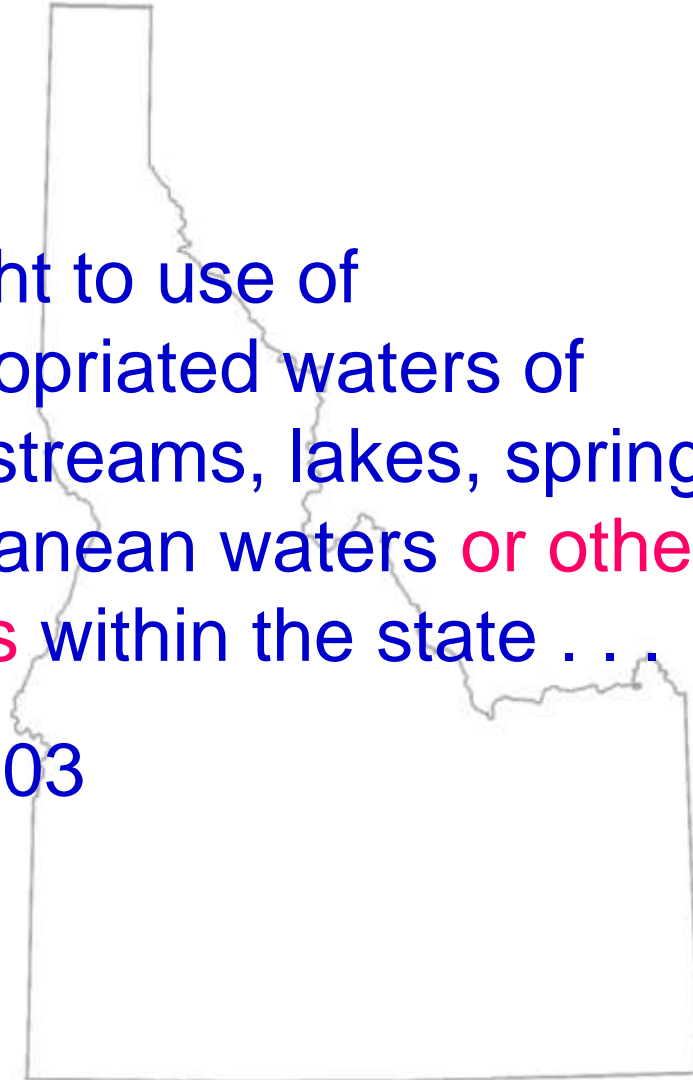 ht to use of
opriated waters of
streams, lakes, spring
anean waters or othe
s within the state . . .
03